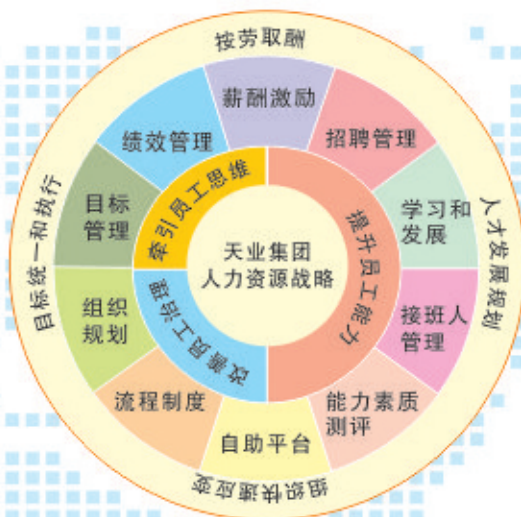 按劳取酬
薪酬激励
招聘管理
学习和
发展
接班人
管理
能力素质
测评
自助平台
流程制度
组织
规划
目标
管理
绩效管理
人才发展规划
组织快速应变
目标统一和执行
牵引员工思维
提升员工能力
改善员工治理
天业集团
人力资源战略